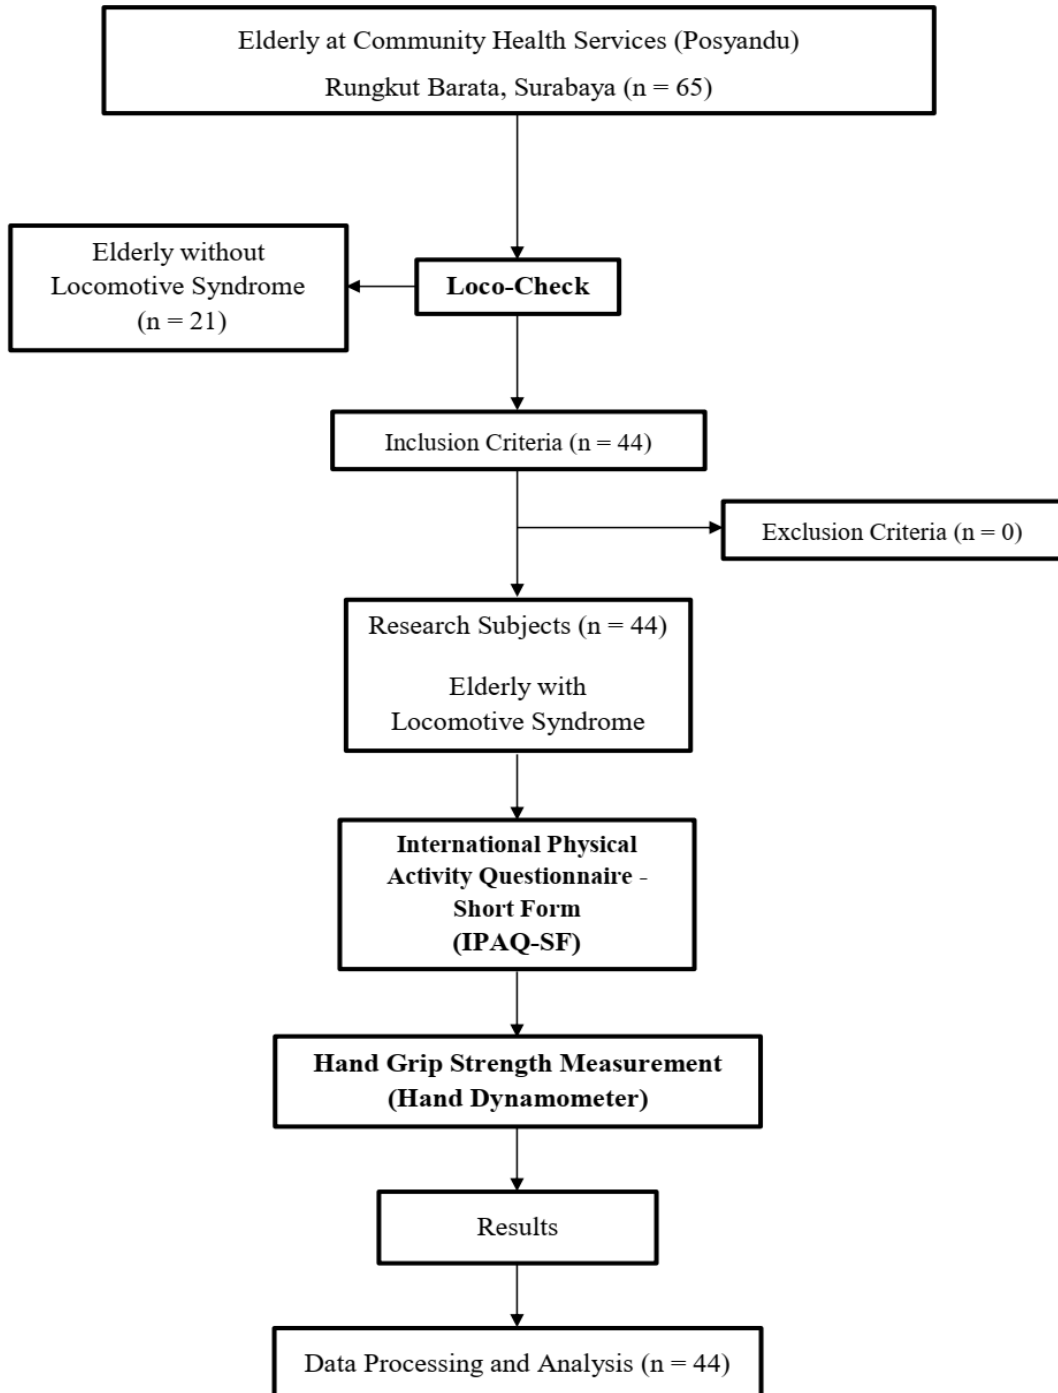 Elderly at Community Health Services (Posyandu)
Rungkut Barata, Surabaya (n = 65)
Elderly without
Locomotive Syndrome
(n = 21)
Loco-Check
Inclusion Criteria (n = 44)
Exclusion Criteria (n = 0)
Research Subjects (n = 44)
Elderly with
Locomotive Syndrome
International Physical
Activity Questionnaire -
Short Form
(IPAQ-SF)
Hand Grip Strength Measurement
(Hand Dynamometer)
Results
Data Processing and Analysis (n = 44)